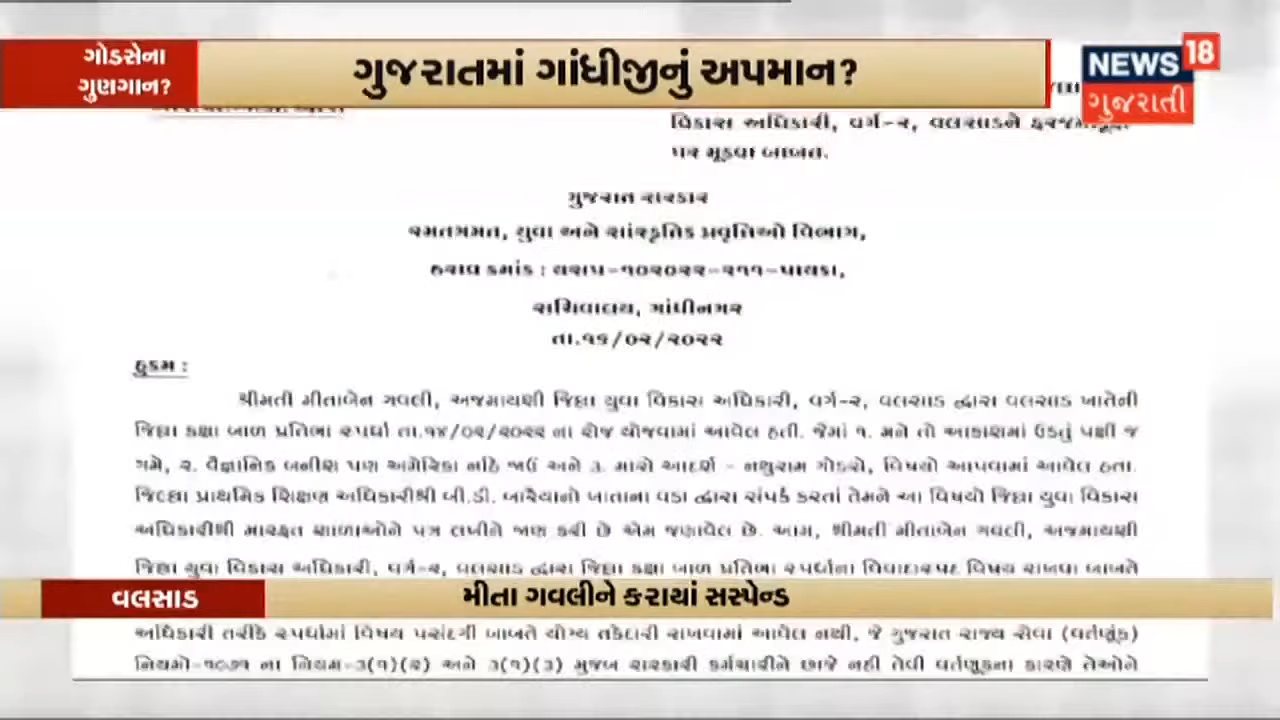 ગોડસેના
ગુણગાન?
ગુજરાતમાં ગાંધીજીનું અપમાન?
NEWS 18
ગુજરાતી
વિકાસ અધિકારી, વર્ગ-૨, વલસાડને ફરજમોકૂફી
પર મૂકવા બાબત.
ગુજરાત સરકાર
રમતગમત, યુવા અને સાંસ્કૃતિક પ્રવૃત્તિઓ વિભાગ,
ઠરાવ ક્રમાંક : વસપ-૧૦૨૦૨૨-૨૧૧-પાયકા,
સચિવાલય, ગાંધીનગર
તા.૧૬/૦૨/૨૦૨૨
હુકમ :
શ્રીમતી મીતાબેન ગવલી, અજમાયશી જિલ્લા યુવા વિકાસ અધિકારી, વર્ગ-૨, વલસાડ દ્વારા વલસાડ ખાતેની
જિલ્લા કક્ષા બાળ પ્રતિભા સ્પર્ધા તા.૧૪/૦૨/૨૦૨૨ ના રોજ યોજવામાં આવેલ હતી. જેમાં ૧. મને તો આકાશમાં ઉડતું પક્ષી જ
ગમે, ૨. વૈજ્ઞાનિક બનીશ પણ અમેરિકા નહિ જાઉં અને ૩. મારો આદર્શ - નથુરામ ગોડસે, વિષયો આપવામાં આવેલ હતા.
જિલ્લા પ્રાથમિક શિક્ષણ અધિકારીશ્રી બી.ડી. બારૈયાનો ખાતાના વડા દ્વારા સંપર્ક કરતાં તેમને આ વિષયો જિલ્લા યુવા વિકાસ
અધિકારીશ્રી મારફત શાળાઓને પત્ર લખીને જાણ કરી છે એમ જણાવેલ છે. આમ, શ્રીમતી મીતાબેન ગવલી, અજમાયશી
જિલ્લા યુવા વિકાસ અધિકારી, વર્ગ-૨, વલસાડ દ્વારા જિલ્લા કક્ષા બાળ પ્રતિભા સ્પર્ધાના વિવાદાસ્પદ વિષય રાખવા બાબતે
વલસાડ
મીતા ગવલીને કરાયાં સસ્પેન્ડ
અધિકારી તરીકે સ્પર્ધામાં વિષય પસંદગી બાબતે યોગ્ય તકેદારી રાખવામાં આવેલ નથી, જે ગુજરાત રાજ્ય સેવા (વર્તણૂંક)
નિયમો-૧૯૭૧ ના નિયમ-૩(૧)(૨) અને ૩(૧)(૩) મુજબ સરકારી કર્મચારીને છાજે નહીં તેવી વર્તણૂકના કારણે તેઓને